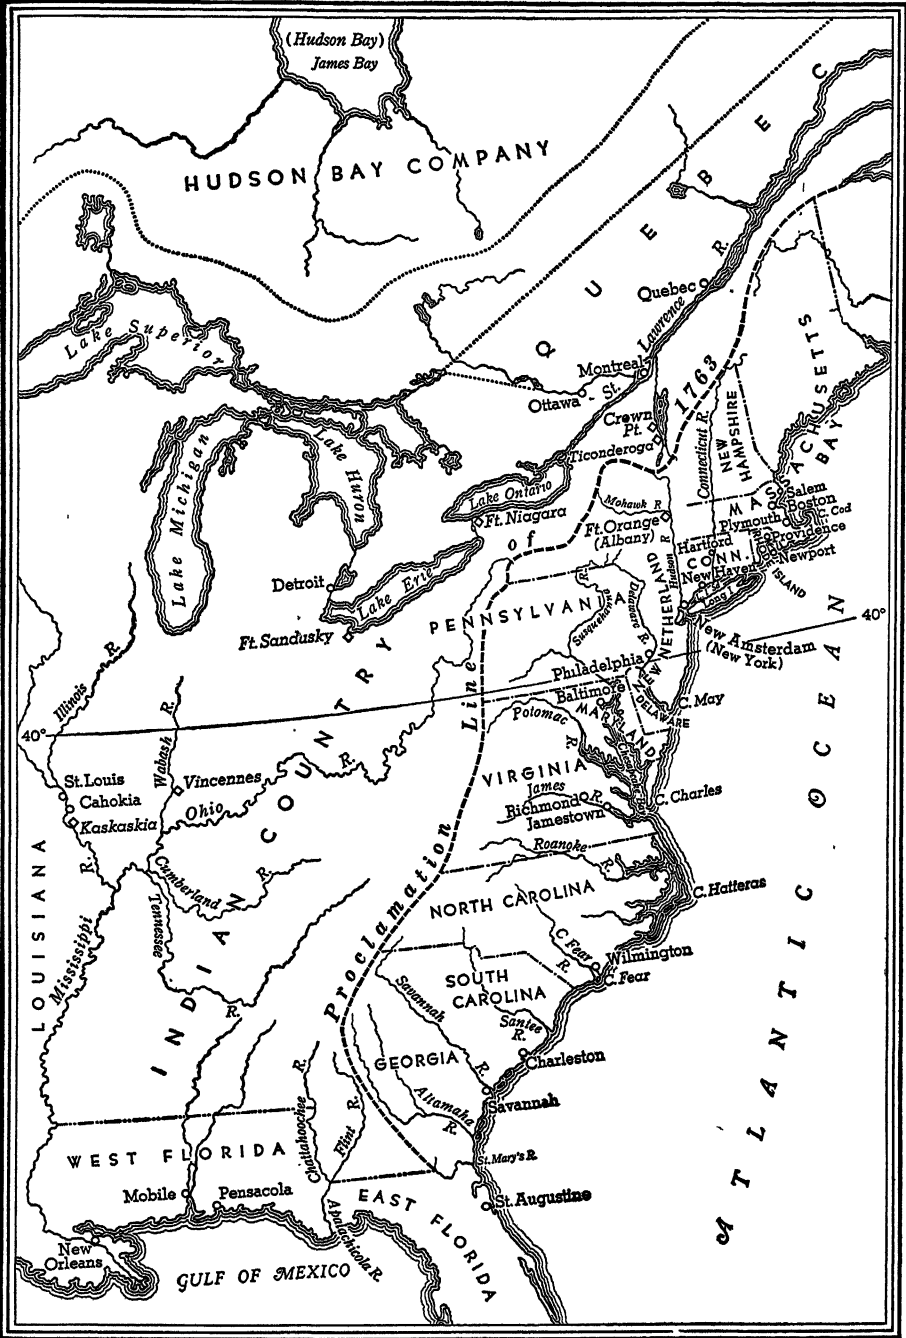 (Hudson Bay)
James Bay
HUDSON BAY COMPANY
QUEBEC
R.
Quebec
Lake Superior
St. Lawrence
Montreal
Ottawa
1763
Crown
Pt.
Ticonderoga
Connecticut R.
NEW
HAMPSHIRE
MASSACHUSETTS
BAY
Lake Michigan
Lake Huron
Lake Ontario
Ft. Niagara
Mohawk R
Ft. Orange
(Albany)
Salem
Boston
C. Cod
Plymouth
Providence
Hartford
CONN.
Newport
New Haven
ISLAND
Long I.
Hudson R
of
Detroit
Lake Erie
Ft. Sandusky
PENNSYLVANIA
R.
Susquehanna
Delaware
R.
NEW NETHERLAND
New Amsterdam
(New York)
40°
Philadelphia
Baltimore
MARYLAND
DELAWARE
C. May
Illinois R.
40°
Line
Potomac
R.
Chesapeake Bay
Wabash R.
St. Louis
Cahokia
Kaskaskia
Vincennes
Ohio
R.
VIRGINIA
James
R.
Richmond
Jamestown
C. Charles
INDIAN COUNTRY
R.
LOUISIANA
Mississippi
Cumberland
R.
Tennessee
R.
Proclamation
Roanoke
R.
NORTH CAROLINA
C. Hatteras
C. Fear
R.
Wilmington
C. Fear
SOUTH
CAROLINA
Savannah
R.
Santee
R.
GEORGIA
Charleston
Savannah
Altamaha
R.
Chattahoochee
R.
Flint
R.
WEST FLORIDA
St. Mary's R
Mobile
Pensacola
EAST FLORIDA
St. Augustine
Apalachicola R.
New
Orleans
GULF OF MEXICO
ATLANTIC OCEAN